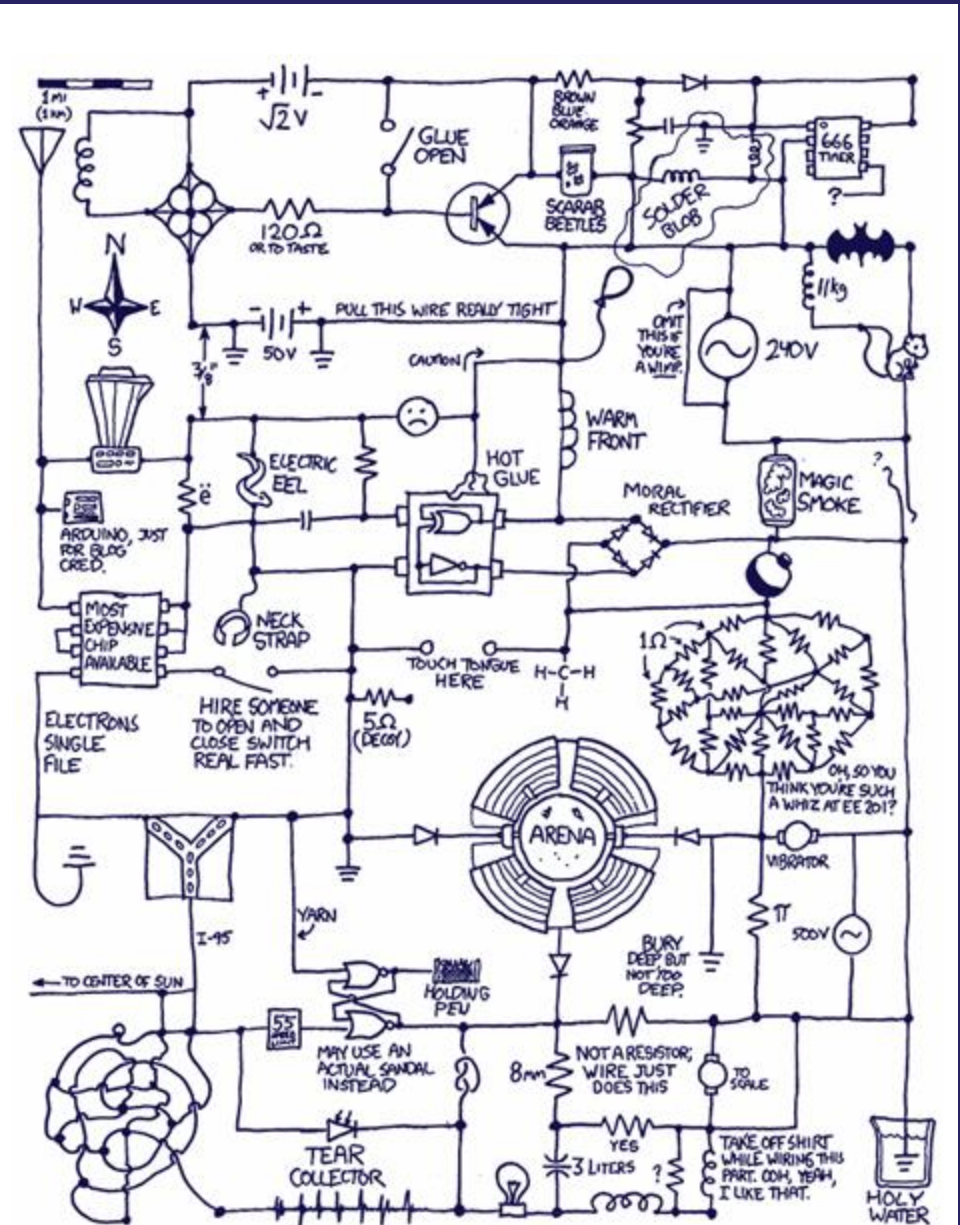 1 MI
(1 KM)
√2 V
GLUE
OPEN
BROWN
BLUE
ORANGE
666
TIMER
?
120Ω
OR TO TASTE
SCARAB
BEETLES
SOLDER
BLOB
N
W E
S
50V
PULL THIS WIRE REALLY TIGHT
3/8"
CAUTION
OMIT
THIS IF
YOU'RE
A WIMP.
240V
11kg
WARM
FRONT
ELECTRIC
EEL
ë
HOT
GLUE
MORAL
RECTIFIER
MAGIC
SMOKE
?
ARDUINO, JUST
FOR BLOG
CRED.
MOST
EXPENSIVE
CHIP
AVAILABLE
NECK
STRAP
TOUCH TONGUE
HERE
H-C-H
H
1Ω
ELECTRONS
SINGLE
FILE
HIRE SOMEONE
TO OPEN AND
CLOSE SWITCH
REAL FAST.
5Ω
(DECOY)
OH, SO YOU
THINK YOU'RE SUCH
A WHIZ AT EE 201?
ARENA
VIBRATOR
YARN
I-95
π
500V
BURY
DEEP, BUT
NOT TOO
DEEP.
TO CENTER OF SUN
HOLDING
PEN
55
MAY USE AN
ACTUAL SANDAL
INSTEAD
8mm
NOT A RESISTOR;
WIRE JUST
DOES THIS
TO
SCALE
TEAR
COLLECTOR
YES
3 LITERS
?
TAKE OFF SHIRT
WHILE WIRING THIS
PART. OOH, YEAH,
I LIKE THAT.
HOLY
WATER